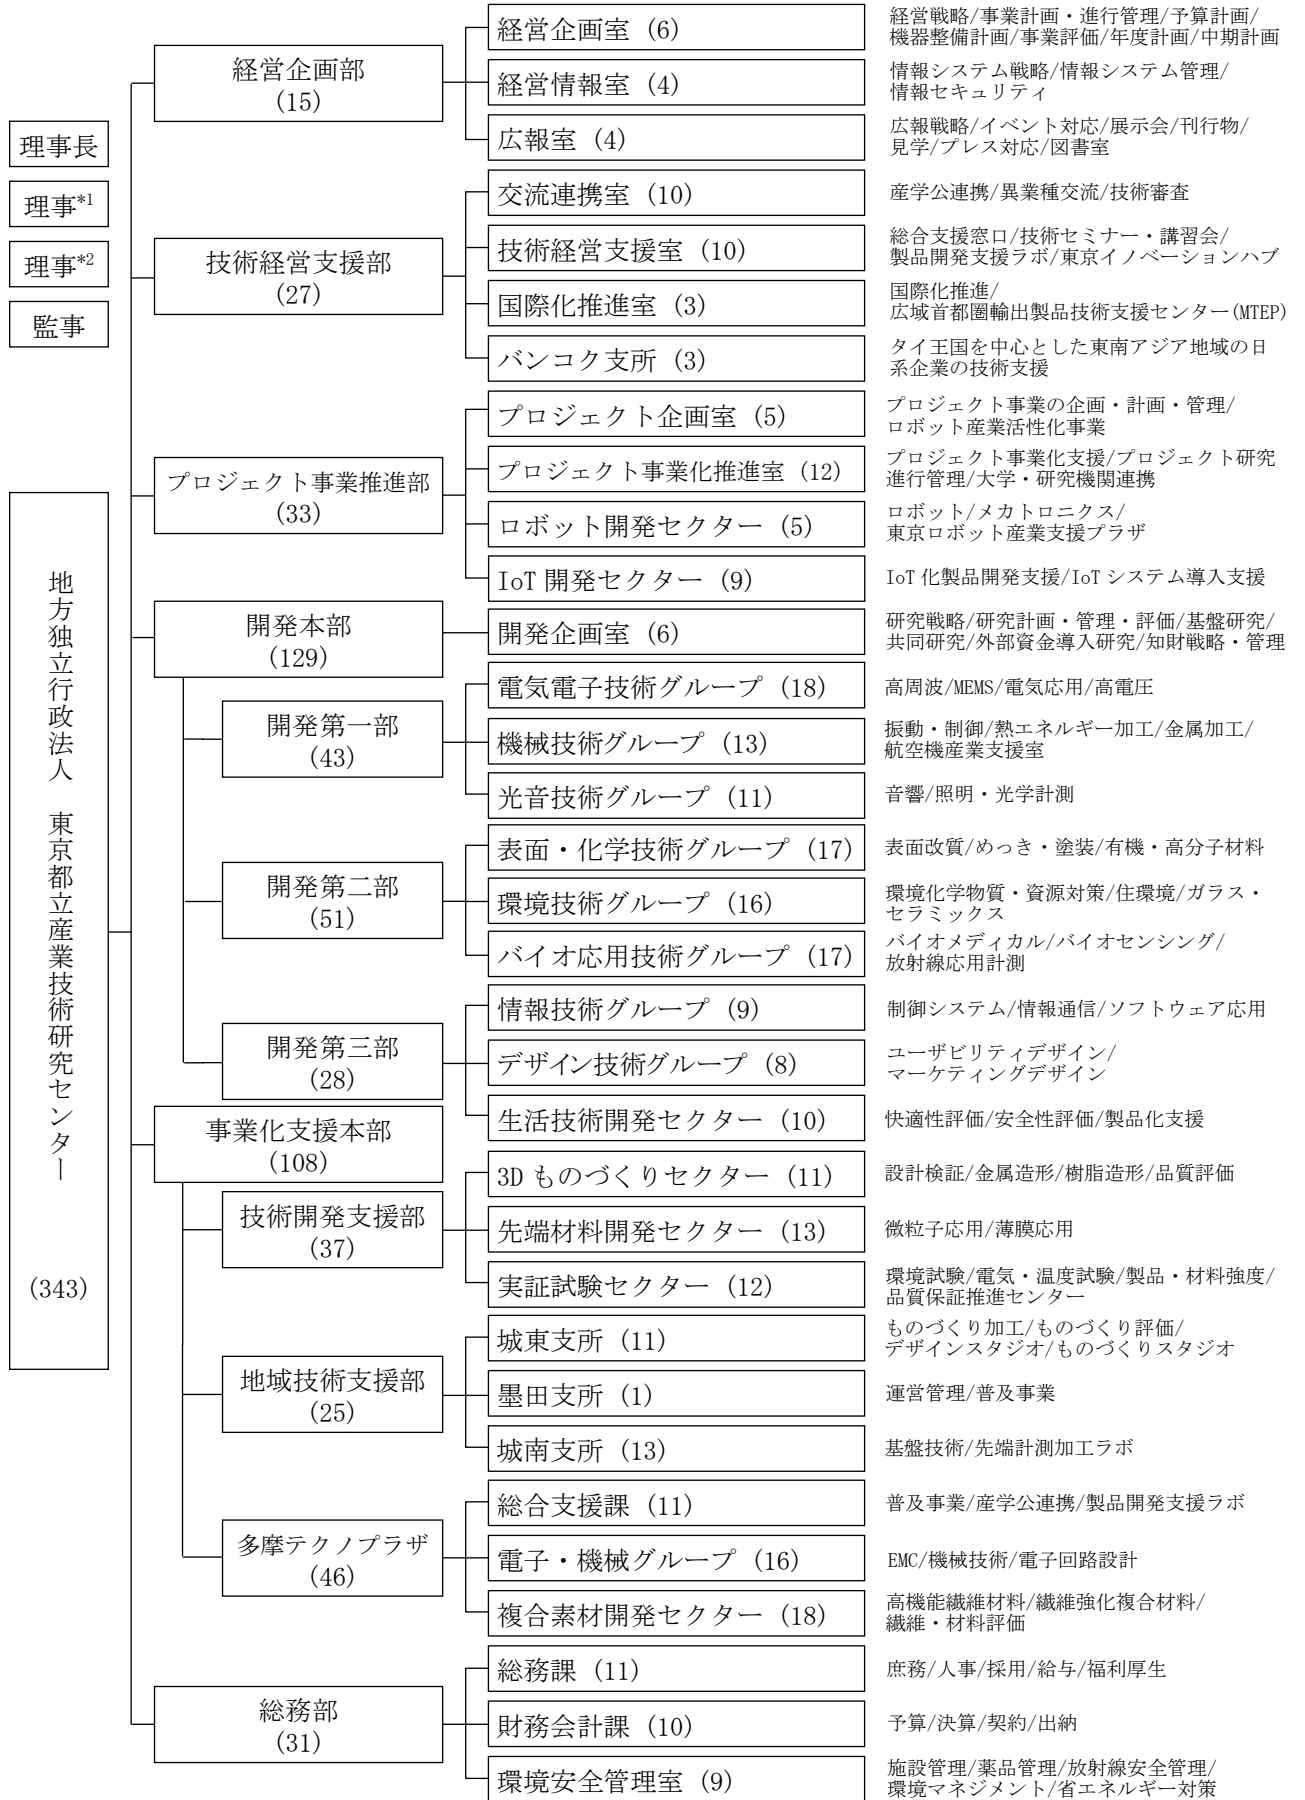 理事長
理事*1
理事*2
監事
地方独立行政法人 東京都立産業技術研究センター
(343)
経営企画部
(15)
経営企画室 (6)
経営戦略/事業計画・進行管理/予算計画/
機器整備計画/事業評価/年度計画/中期計画
経営情報室 (4)
情報システム戦略/情報システム管理/
情報セキュリティ
広報室 (4)
広報戦略/イベント対応/展示会/刊行物/
見学/プレス対応/図書室
技術経営支援部
(27)
交流連携室 (10)
産学公連携/異業種交流/技術審査
技術経営支援室 (10)
総合支援窓口/技術セミナー・講習会/
製品開発支援ラボ/東京イノベーションハブ
国際化推進室 (3)
国際化推進/
広域首都圏輸出製品技術支援センター(MTEP)
バンコク支所 (3)
タイ王国を中心とした東南アジア地域の日
系企業の技術支援
プロジェクト事業推進部
(33)
プロジェクト企画室 (5)
プロジェクト事業の企画・計画・管理/
ロボット産業活性化事業
プロジェクト事業化推進室 (12)
プロジェクト事業化支援/プロジェクト研究
進行管理/大学・研究機関連携
ロボット開発セクター (5)
ロボット/メカトロニクス/
東京ロボット産業支援プラザ
IoT 開発セクター (9)
IoT 化製品開発支援/IoT システム導入支援
開発本部
(129)
開発企画室 (6)
研究戦略/研究計画・管理・評価/基盤研究/
共同研究/外部資金導入研究/知財戦略・管理
開発第一部
(43)
電気電子技術グループ (18)
高周波/MEMS/電気応用/高電圧
機械技術グループ (13)
振動・制御/熱エネルギー加工/金属加工/
航空機産業支援室
光音技術グループ (11)
音響/照明・光学計測
開発第二部
(51)
表面・化学技術グループ (17)
表面改質/めっき・塗装/有機・高分子材料
環境技術グループ (16)
環境化学物質・資源対策/住環境/ガラス・
セラミックス
バイオ応用技術グループ (17)
バイオメディカル/バイオセンシング/
放射線応用計測
開発第三部
(28)
情報技術グループ (9)
制御システム/情報通信/ソフトウェア応用
デザイン技術グループ (8)
ユーザビリティデザイン/
マーケティングデザイン
生活技術開発セクター (10)
快適性評価/安全性評価/製品化支援
事業化支援本部
(108)
技術開発支援部
(37)
3D ものづくりセクター (11)
設計検証/金属造形/樹脂造形/品質評価
先端材料開発セクター (13)
微粒子応用/薄膜応用
実証試験セクター (12)
環境試験/電気・温度試験/製品・材料強度/
品質保証推進センター
地域技術支援部
(25)
城東支所 (11)
ものづくり加工/ものづくり評価/
デザインスタジオ/ものづくりスタジオ
墨田支所 (1)
運営管理/普及事業
城南支所 (13)
基盤技術/先端計測加工ラボ
多摩テクノプラザ
(46)
総合支援課 (11)
普及事業/産学公連携/製品開発支援ラボ
電子・機械グループ (16)
EMC/機械技術/電子回路設計
複合素材開発セクター (18)
高機能繊維材料/繊維強化複合材料/
繊維・材料評価
総務部
(31)
総務課 (11)
庶務/人事/採用/給与/福利厚生
財務会計課 (10)
予算/決算/契約/出納
環境安全管理室 (9)
施設管理/薬品管理/放射線安全管理/
環境マネジメント/省エネルギー対策